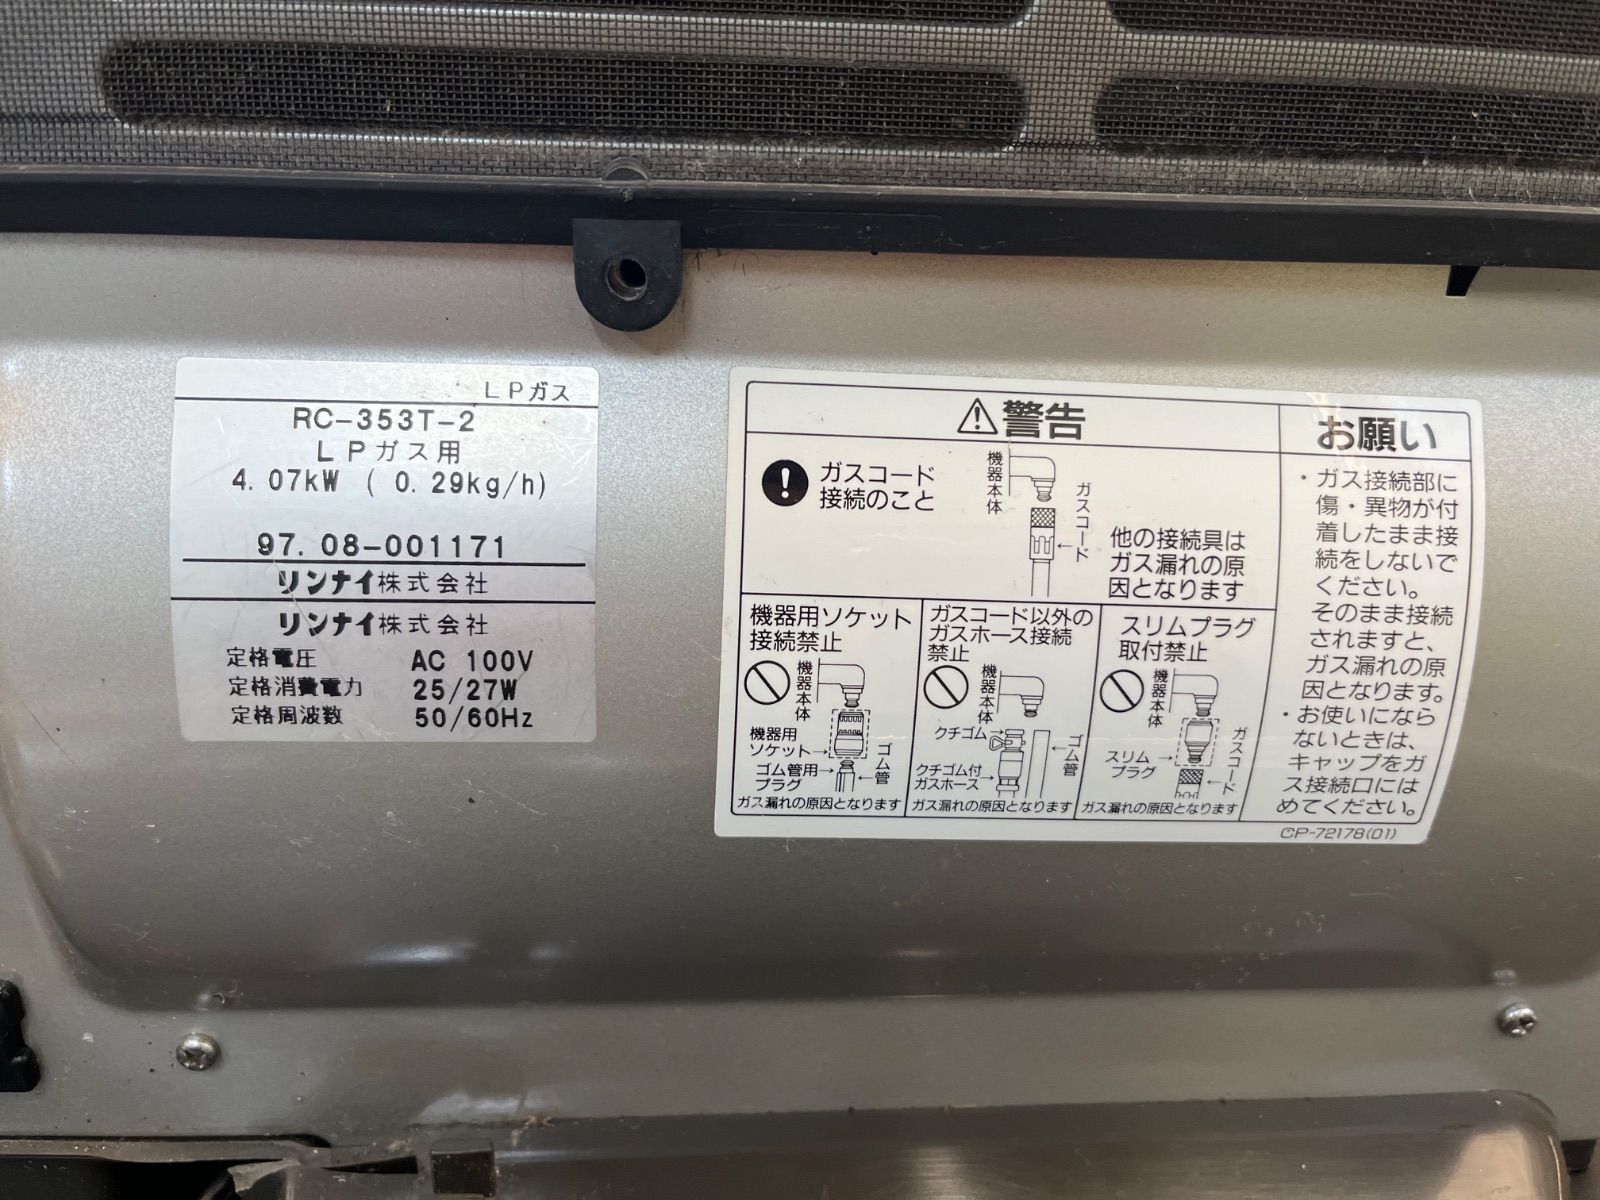 LPガス
RC-353T-2
LPガス用
4.07kW (0.29kg/h)
97.08-001171
リンナイ株式会社
リンナイ株式会社
定格電圧 AC 100V
定格消費電力 25/27W
定格周波数 50/60Hz
警告
ガスコード
接続のこと
機器本体
ガスコード
他の接続具は
ガス漏れの原
因となります
機器用ソケット
接続禁止
機器本体
機器用
ソケット
ゴム管用
プラグ
ゴム管
ガス漏れの原因となります
ガスコード以外の
ガスホース接続
禁止
機器本体
クチゴム
クチゴム付
ガスホース
ゴム管
ガス漏れの原因となります
スリムプラグ
取付禁止
機器本体
スリム
プラグ
ガスコード
ガス漏れの原因となります
お願い
・ガス接続部に
傷・異物が付
着したまま接
続をしないで
ください。
そのまま接続
されますと、
ガス漏れの原
因となります。
・お使いになら
ないときは、
キャップをガ
ス接続口には
めてください。
CP-72178(01)